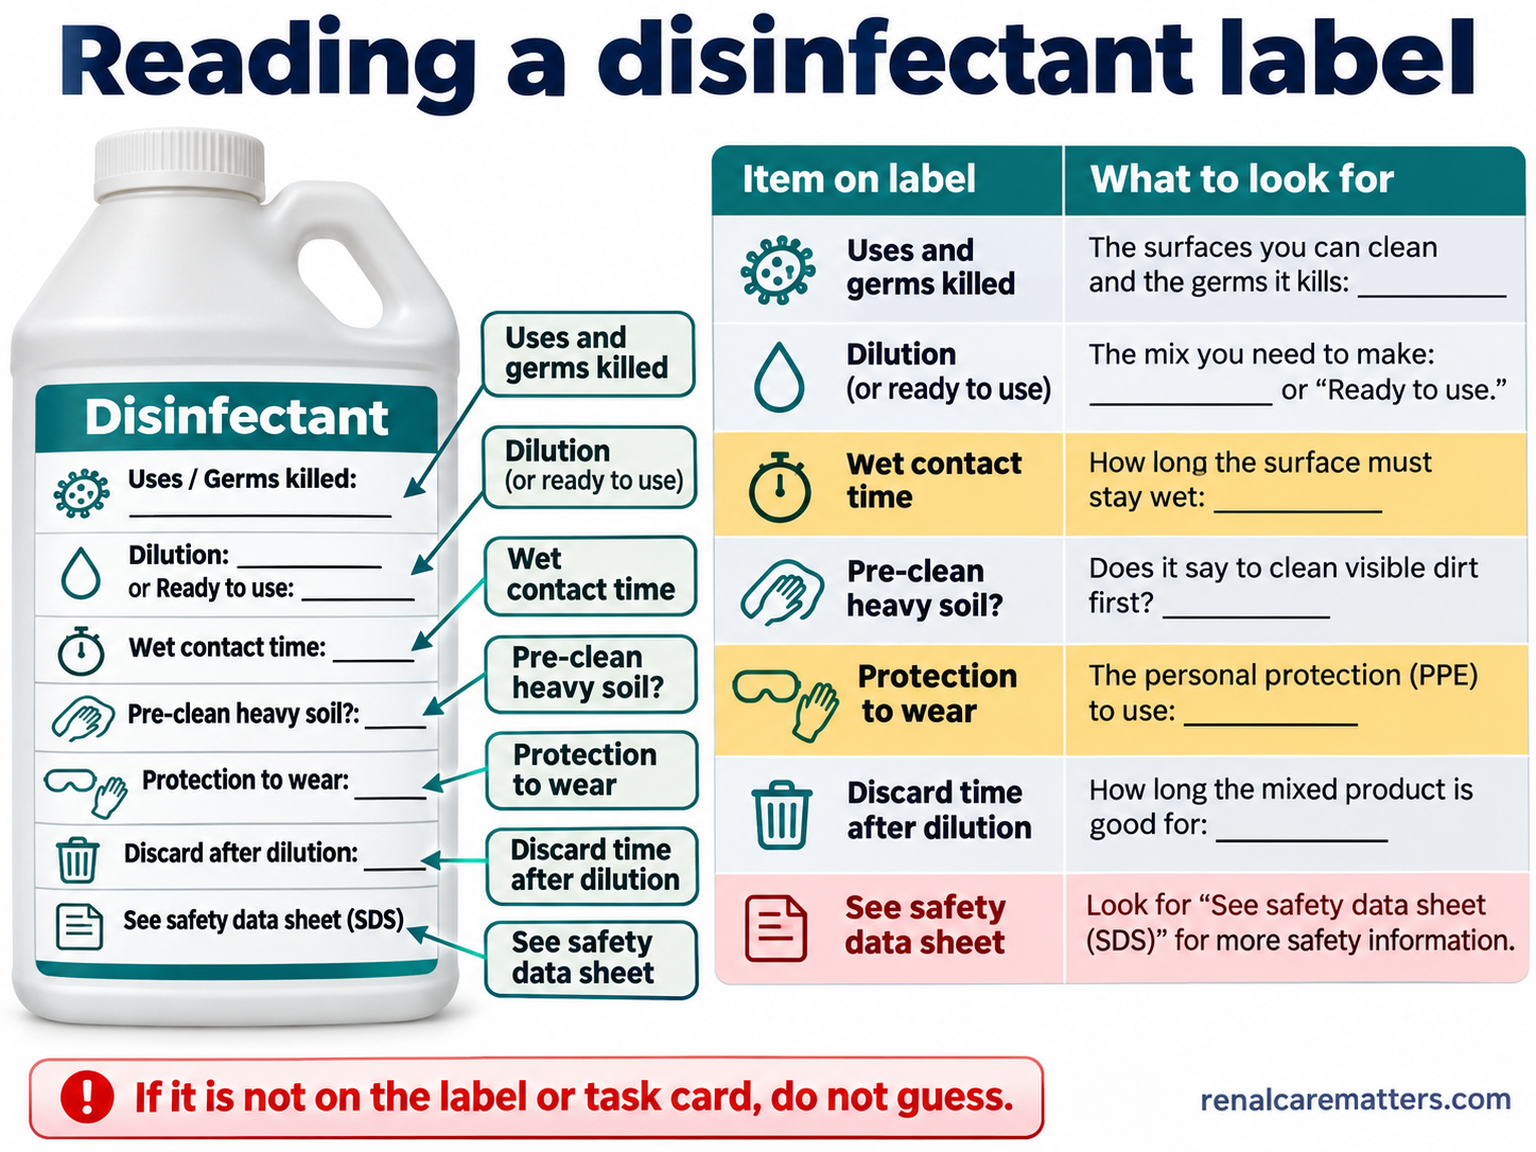 Reading a disinfectant label
Disinfectant
Uses / Germs killed:
Dilution:
or Ready to use:
Wet contact time:
Pre-clean heavy soil?:
Protection to wear:
Discard after dilution:
See safety data sheet (SDS)
Uses and
germs killed
Dilution
(or ready to use)
Wet
contact time
Pre-clean
heavy soil?
Protection
to wear
Discard time
after dilution
See safety
data sheet
Item on label
What to look for
Uses and
germs killed
The surfaces you can clean
and the germs it kills:
Dilution
(or ready to use)
The mix you need to make:
or “Ready to use.”
Wet contact
time
How long the surface must
stay wet:
Pre-clean
heavy soil?
Does it say to clean visible dirt
first?
Protection
to wear
The personal protection (PPE)
to use:
Discard time
after dilution
How long the mixed product is
good for:
See safety
data sheet
Look for “See safety data sheet
(SDS)” for more safety information.
If it is not on the label or task card, do not guess.
renalcarematters.com